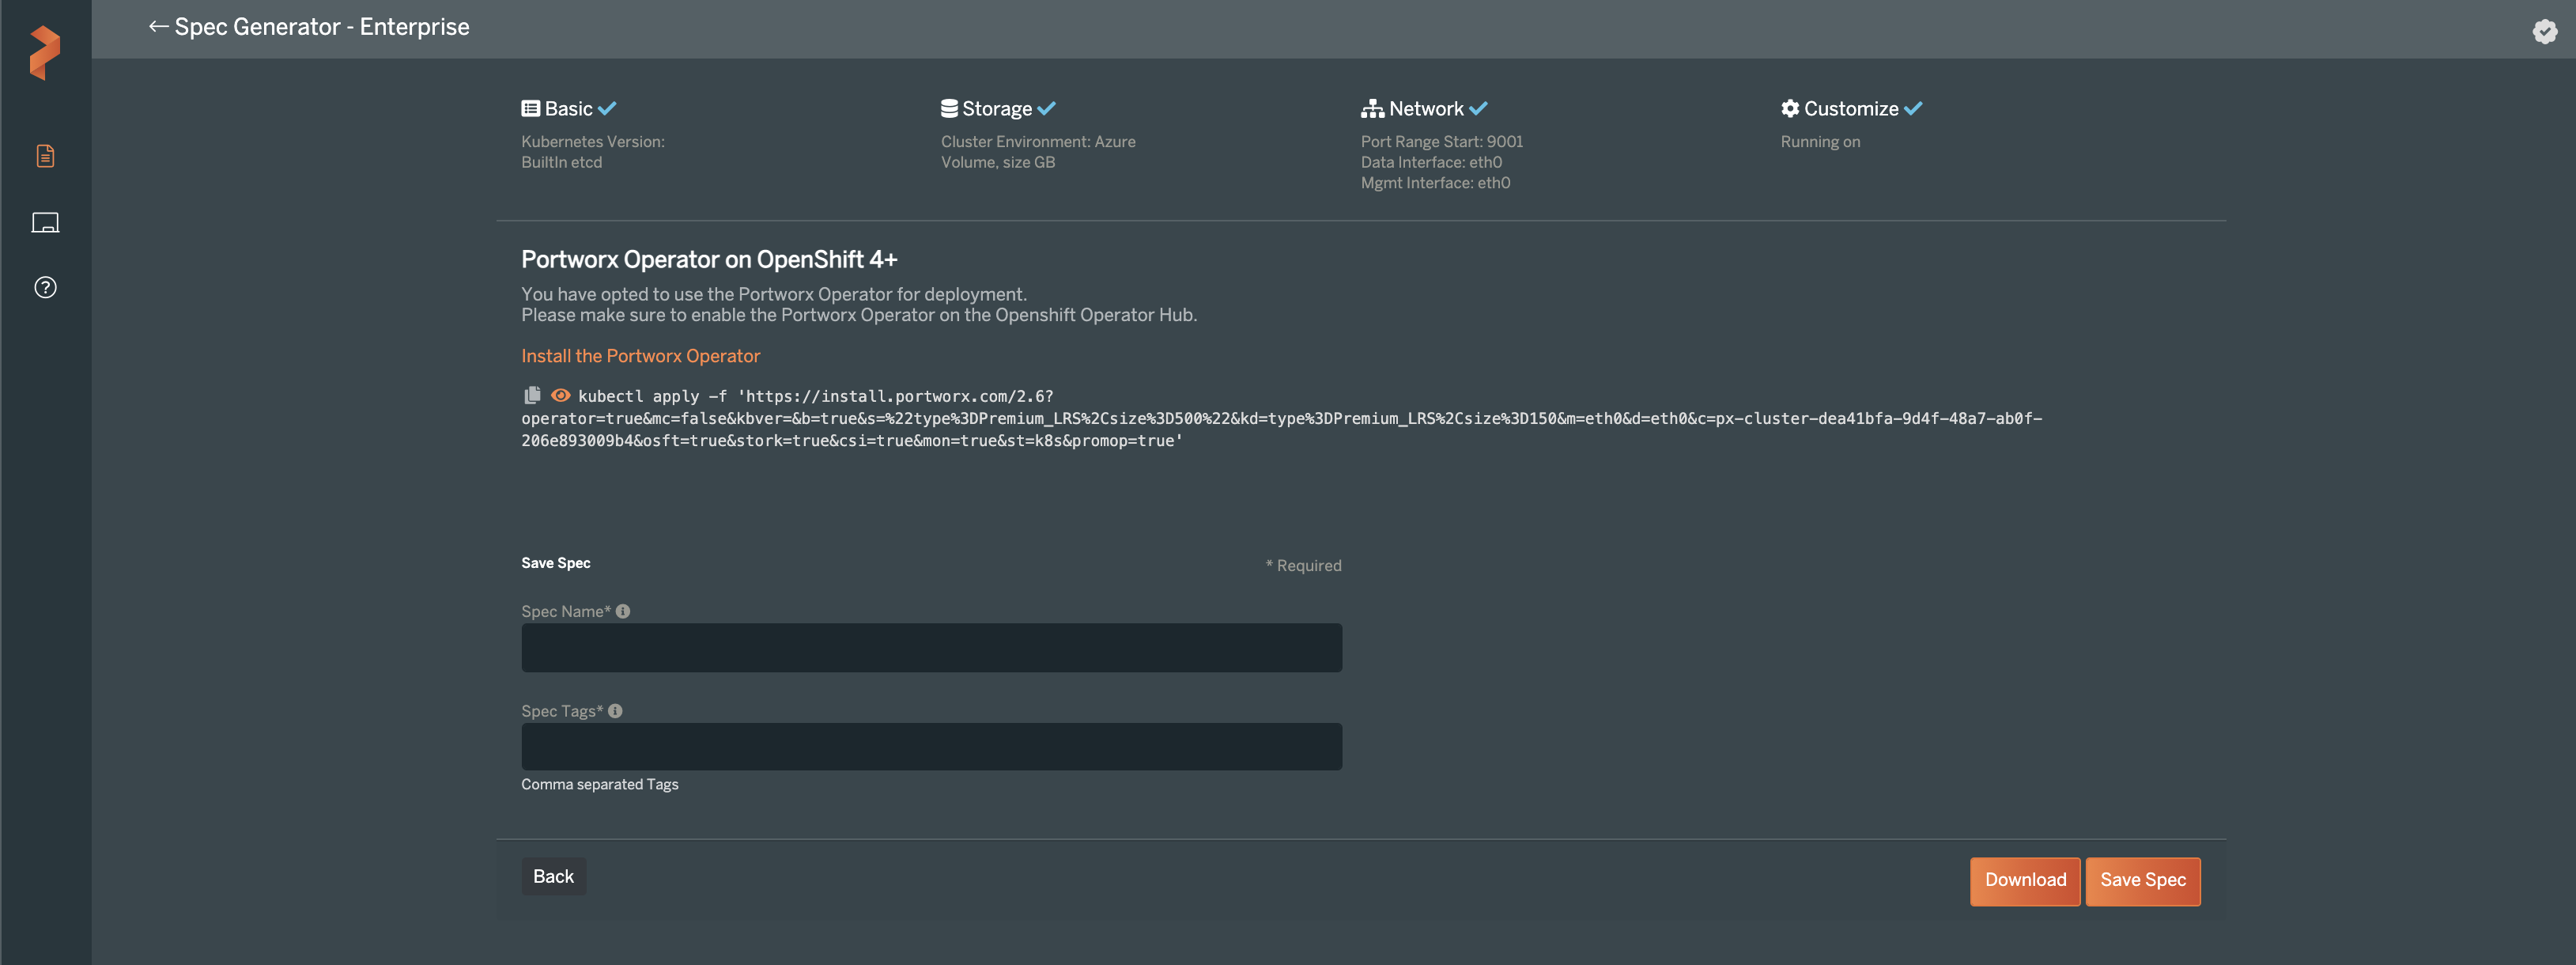 ← Spec Generator - Enterprise
Basic
Kubernetes Version:
BuiltIn etcd
Storage
Cluster Environment: Azure
Volume, size GB
Network
Port Range Start: 9001
Data Interface: eth0
Mgmt Interface: eth0
Customize
Running on
Portworx Operator on OpenShift 4+
You have opted to use the Portworx Operator for deployment.
Please make sure to enable the Portworx Operator on the Openshift Operator Hub.
Install the Portworx Operator
kubectl apply -f 'https://install.portworx.com/2.6?
operator=true&mc=false&kbver=&b=true&s=%22type%3DPremium_LRS%2Csize%3D500%22&kd=type%3DPremium_LRS%2Csize%3D150&m=eth0&d=eth0&c=px-cluster-dea41bfa-9d4f-48a7-ab0f-
206e893009b4&osft=true&stork=true&csi=true&mon=true&st=k8s&promop=true'
Save Spec
* Required
Spec Name*
Spec Tags*
Comma separated Tags
Back
Download
Save Spec